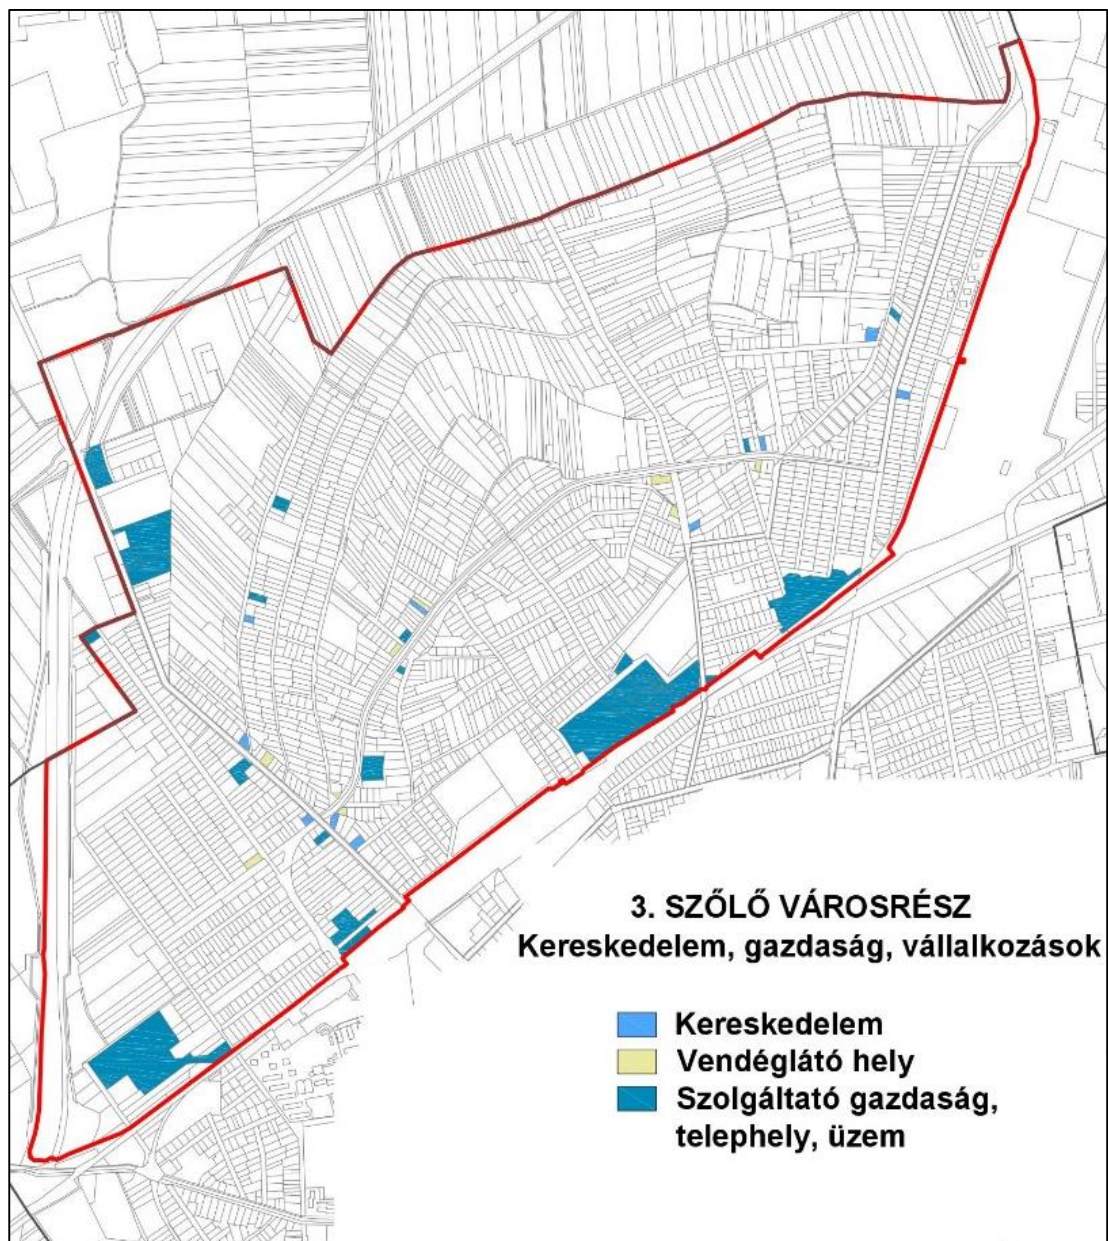 3. SZŐLŐ VÁROSRÉSZ
Kereskedelem, gazdaság, vállalkozások
Kereskedelem
Vendéglátó hely
Szolgáltató gazdaság,
telephely, üzem